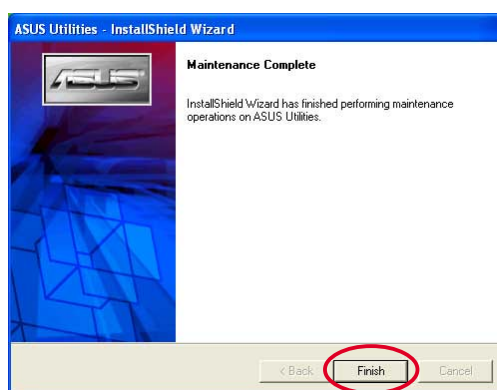 ASUS Utilities - InstallShield Wizard
ASUS
Maintenance Complete
InstallShield Wizard has finished performing maintenance
operations on ASUS Utilities.
< Back
Finish
Cancel